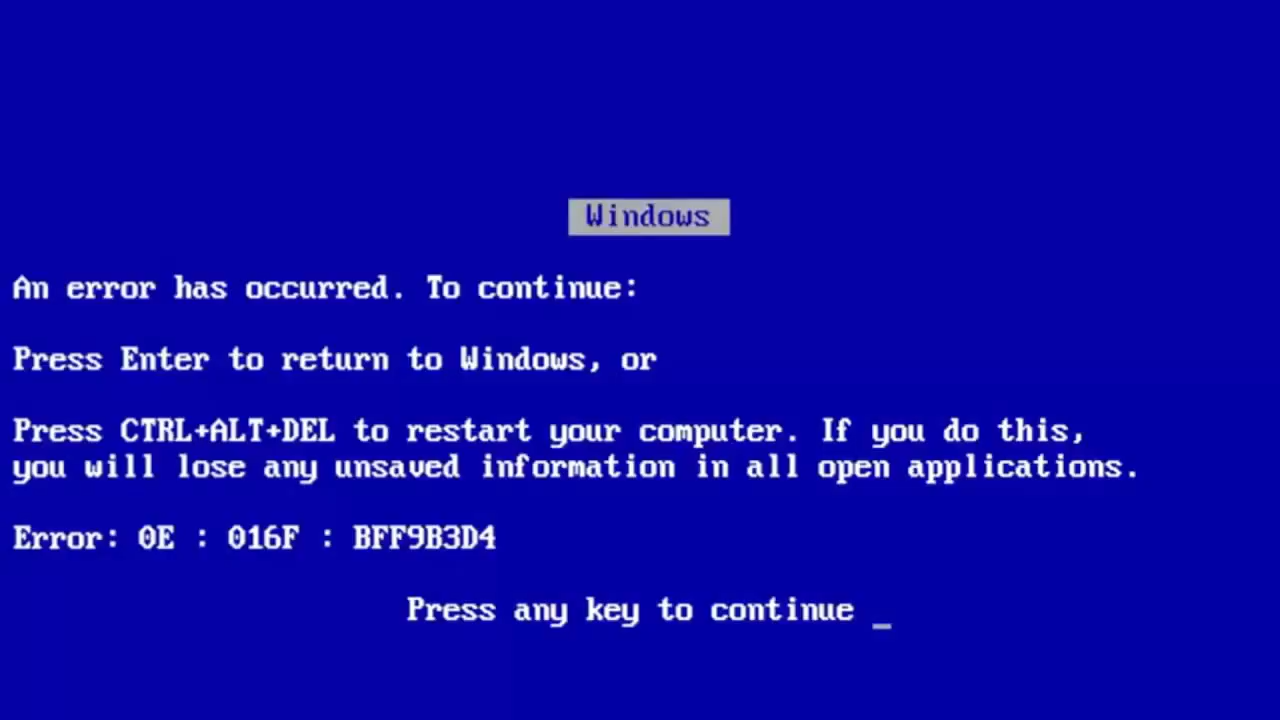 Windows
An error has occurred. To continue:
Press Enter to return to Windows, or
Press CTRL+ALT+DEL to restart your computer. If you do this,
you will lose any unsaved information in all open applications.
Error: 0E : 016F : BFF9B3D4
Press any key to continue _